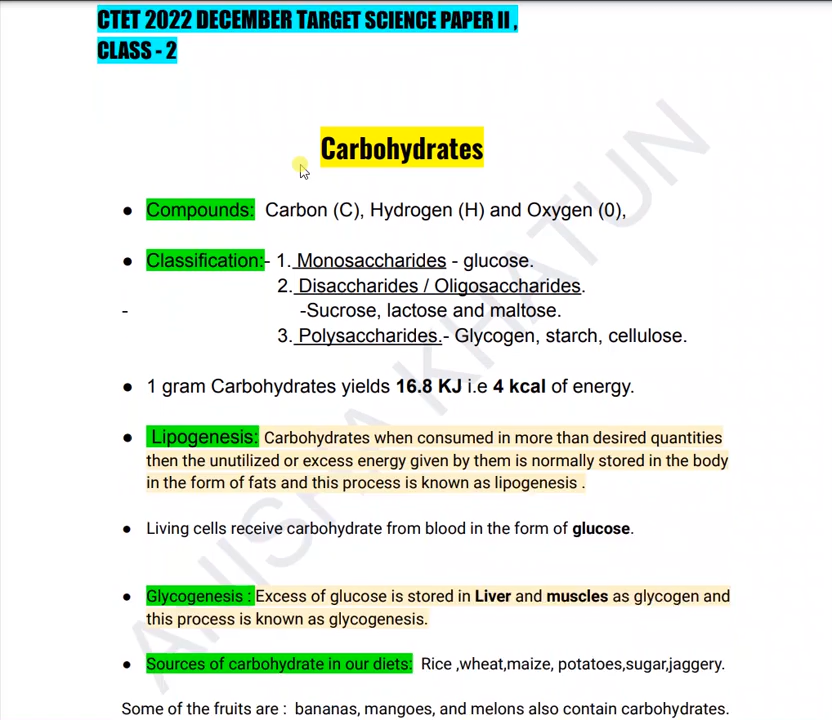 CTET 2022 DECEMBER TARGET SCIENCE PAPER II ,
CLASS - 2
Carbohydrates
● Compounds: Carbon (C), Hydrogen (H) and Oxygen (0),
● Classification:- 1. Monosaccharides - glucose.
2. Disaccharides / Oligosaccharides.
- -Sucrose, lactose and maltose.
3. Polysaccharides.- Glycogen, starch, cellulose.
● 1 gram Carbohydrates yields 16.8 KJ i.e 4 kcal of energy.
● Lipogenesis: Carbohydrates when consumed in more than desired quantities
then the unutilized or excess energy given by them is normally stored in the body
in the form of fats and this process is known as lipogenesis .
● Living cells receive carbohydrate from blood in the form of glucose.
● Glycogenesis : Excess of glucose is stored in Liver and muscles as glycogen and
this process is known as glycogenesis.
● Sources of carbohydrate in our diets: Rice ,wheat,maize, potatoes,sugar,jaggery.
Some of the fruits are : bananas, mangoes, and melons also contain carbohydrates.
KHATUN